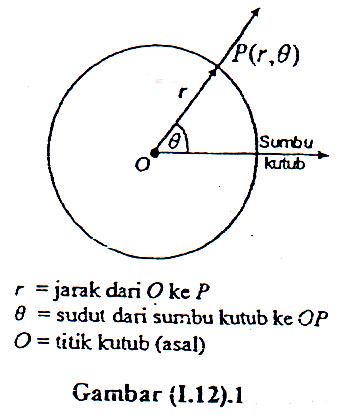 P(r,θ)
r
θ
Sumbu
kutub
O
r = jarak dari O ke P
θ = sudut dari sumbu kutub ke OP
O = titik kutub (asal)
Gambar (I.12).1